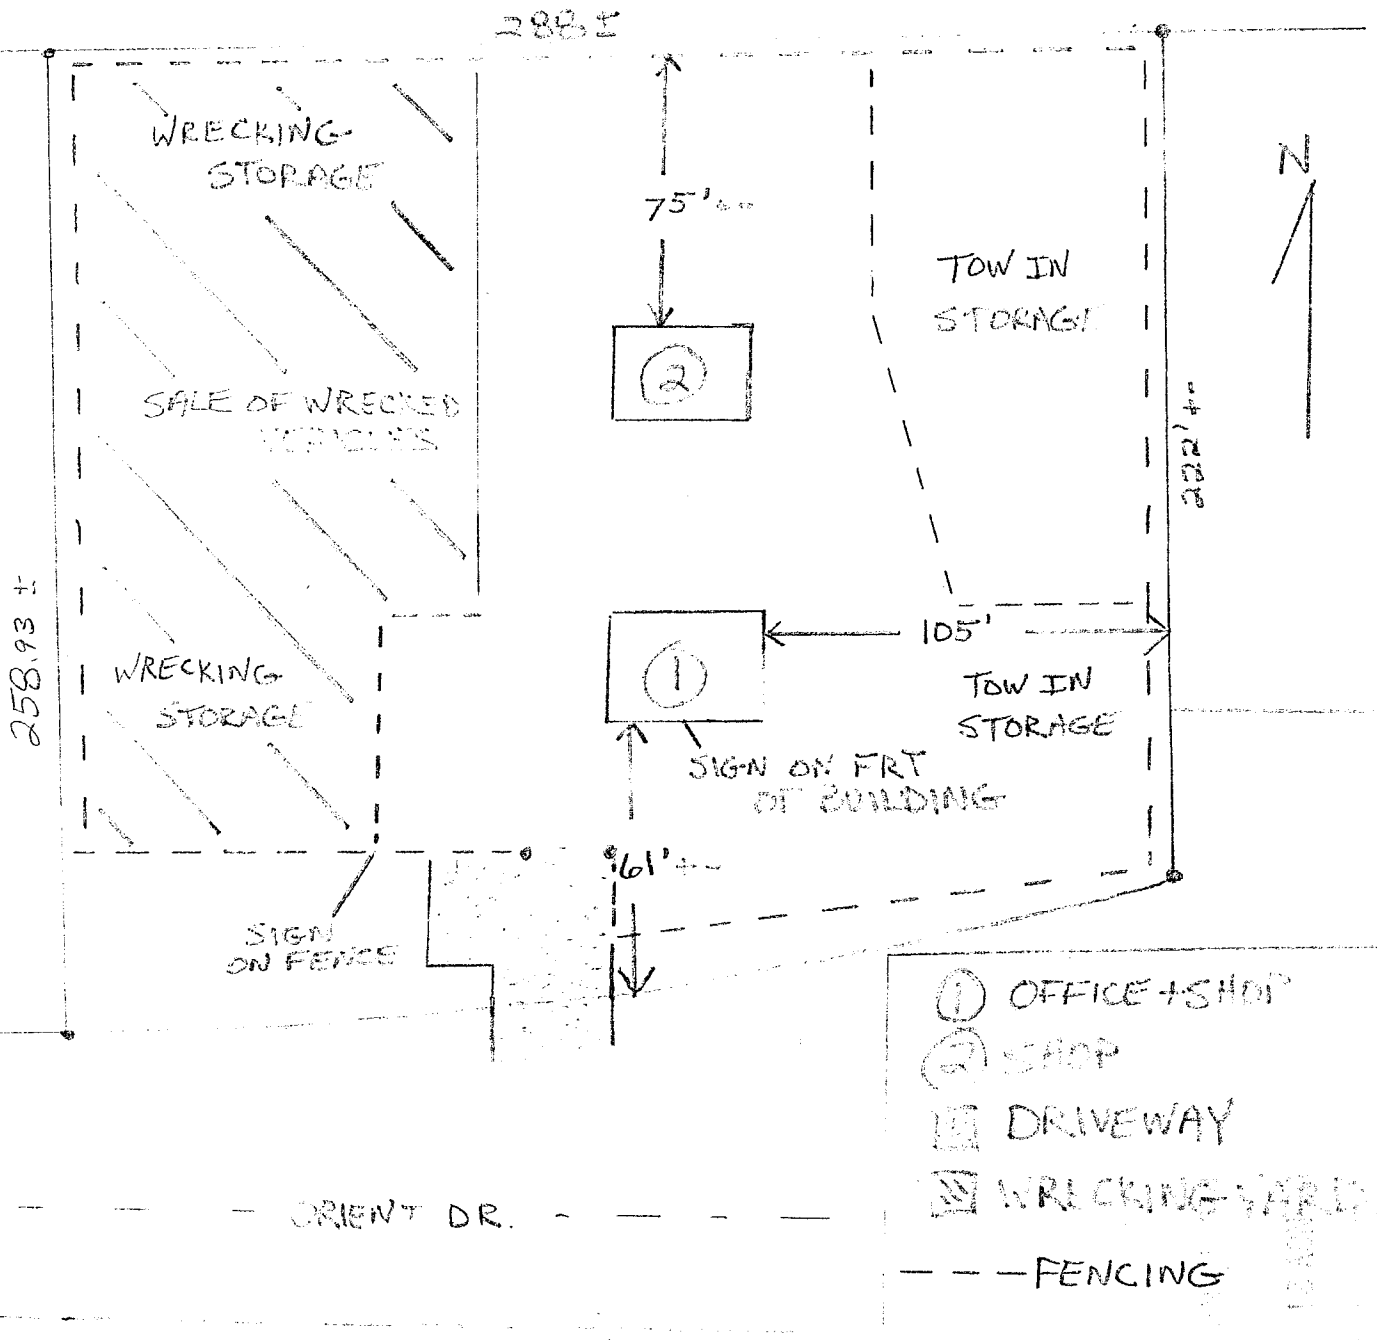 288 ±
WRECKING
STORAGE
75' +-
N
TOW IN
STORAGE
2
SALE OF WRECKED
VEHICLES
222' +-
258.93 ±
105'
1
WRECKING
STORAGE
TOW IN
STORAGE
SIGN ON FRT
OF BUILDING
61' +-
SIGN
ON FENCE
1 OFFICE + SHOP
2 SHOP
DRIVEWAY
WRECKING YARD
ORIENT DR.
FENCING